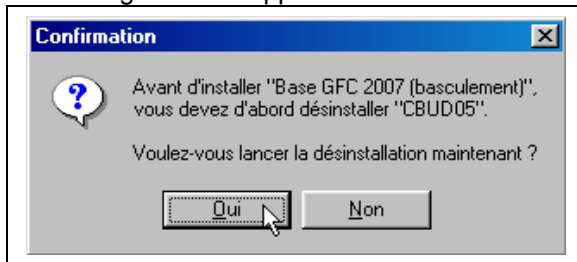 Confirmation
Avant d'installer "Base GFC 2007 (basculement)",
vous devez d'abord désinstaller "CBUD05".
Voulez-vous lancer la désinstallation maintenant ?
Oui
Non